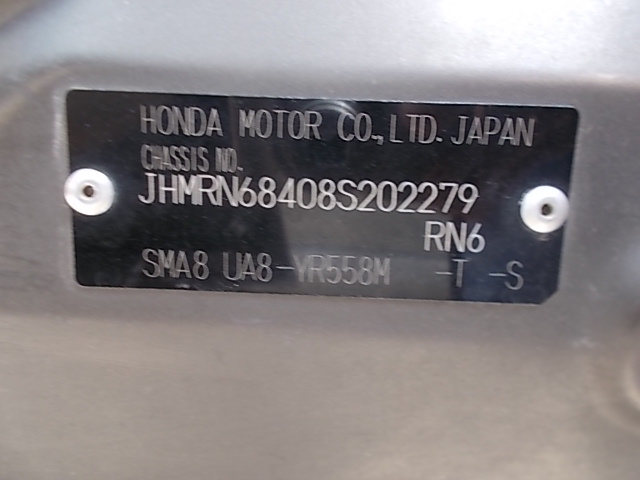 HONDA MOTOR CO.,LTD. JAPAN
CHASSIS NO.
JHMRN68408S202279
RN6
SMA8 UA8-YR558M -T -S